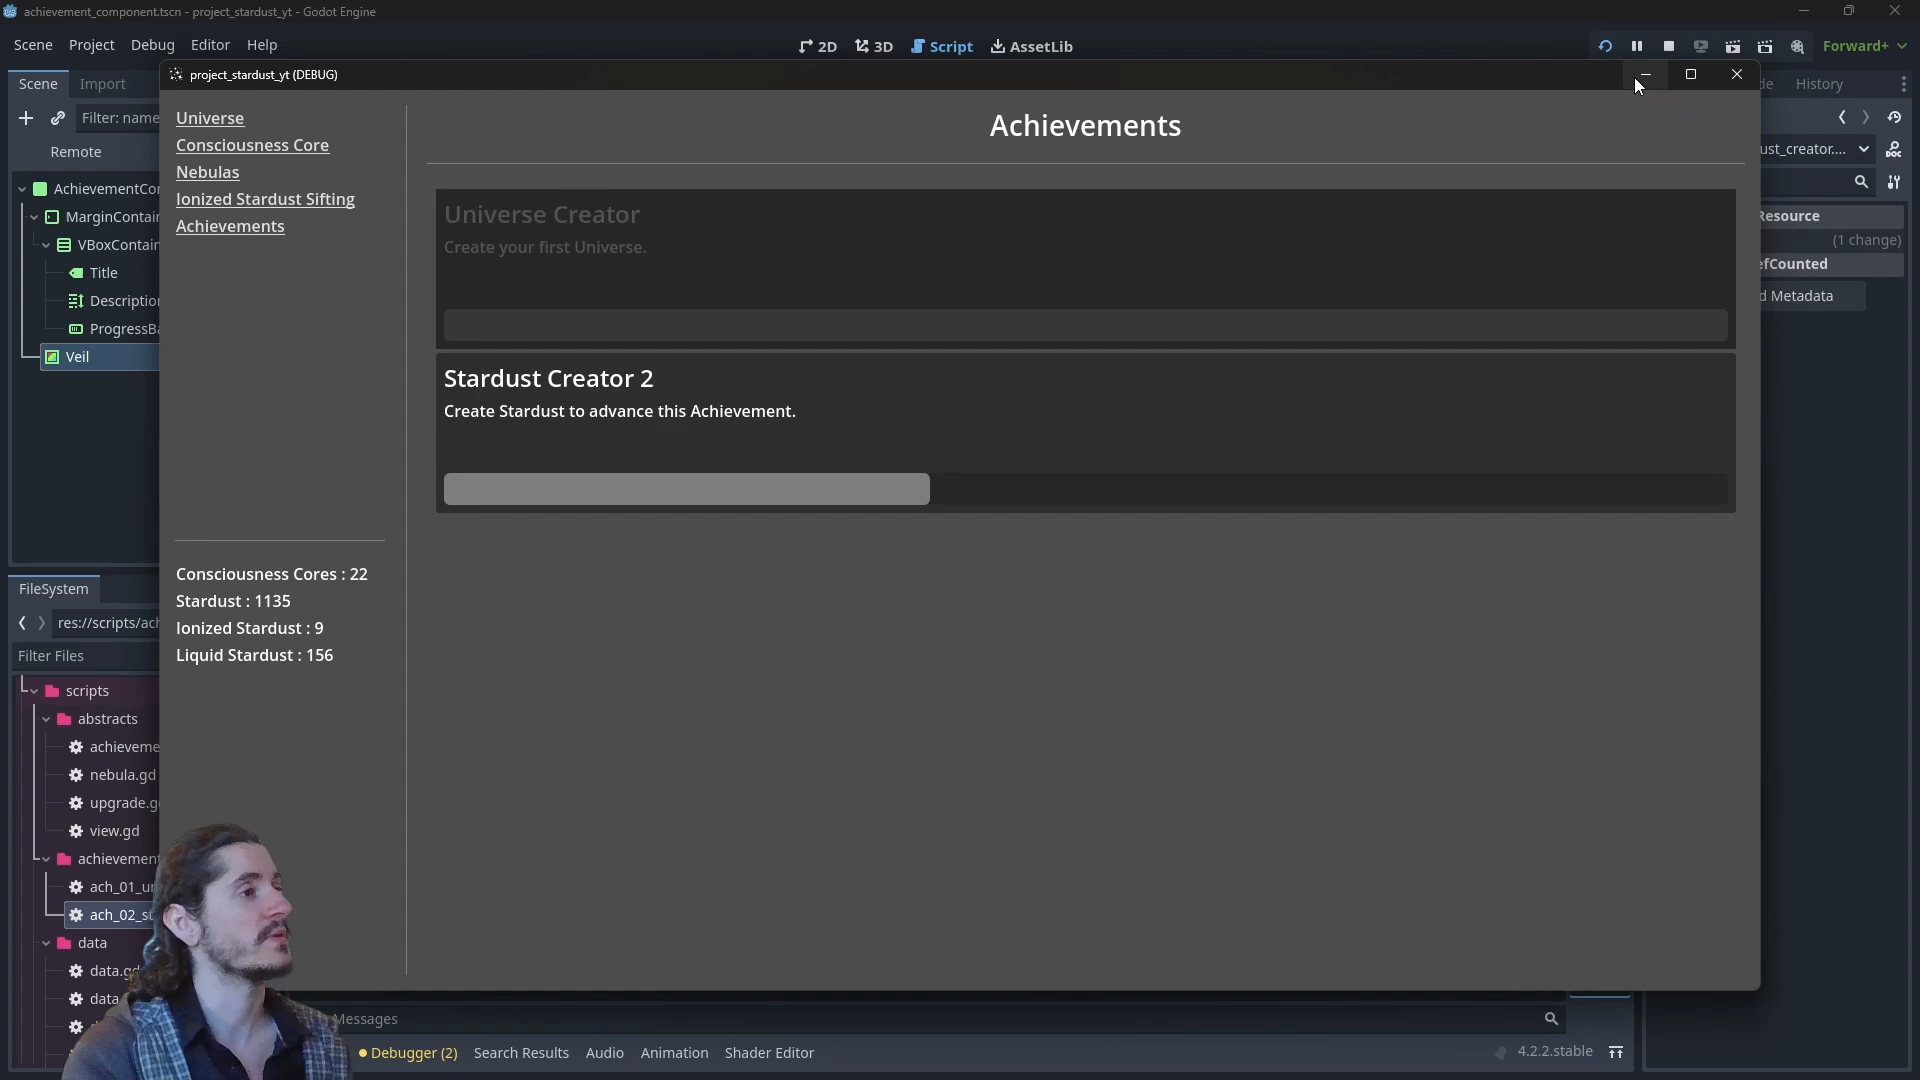 achievement_component.tscn - project_stardust_yt - Godot Engine
Scene Project Debug Editor Help
2D 3D Script AssetLib
Forward+
project_stardust_yt (DEBUG)
Scene Import
History
Filter: name
Remote
ust_creator....
AchievementCo
MarginContain
VBoxContain
Title
Description
ProgressBa
Veil
Resource
(1 change)
efCounted
d Metadata
Universe
Consciousness Core
Nebulas
Ionized Stardust Sifting
Achievements
Achievements
Universe Creator
Create your first Universe.
Stardust Creator 2
Create Stardust to advance this Achievement.
Consciousness Cores : 22
Stardust : 1135
Ionized Stardust : 9
Liquid Stardust : 156
FileSystem
res://scripts/ach
Filter Files
scripts
abstracts
achieveme
nebula.gd
upgrade.g
view.gd
achievement
ach_01_u
ach_02_st
data
data.gd
data
Messages
Debugger (2) Search Results Audio Animation Shader Editor
4.2.2.stable